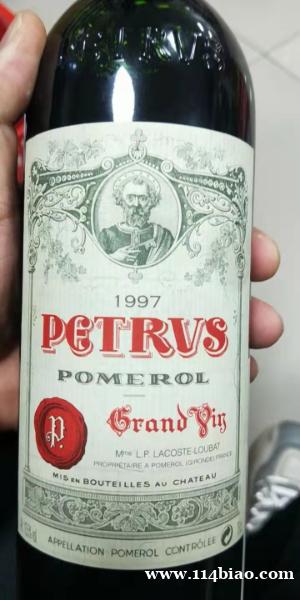 1997
PETRVS
POMEROL
Grand Vin
P.
Mme L.P. LACOSTE-LOUBAT
PROPRIÉTAIRE A POMEROL (GIRONDE) FRANCE
MIS EN BOUTEILLES AU CHATEAU
APPELLATION POMEROL CONTRÔLÉE
www.114biao.com